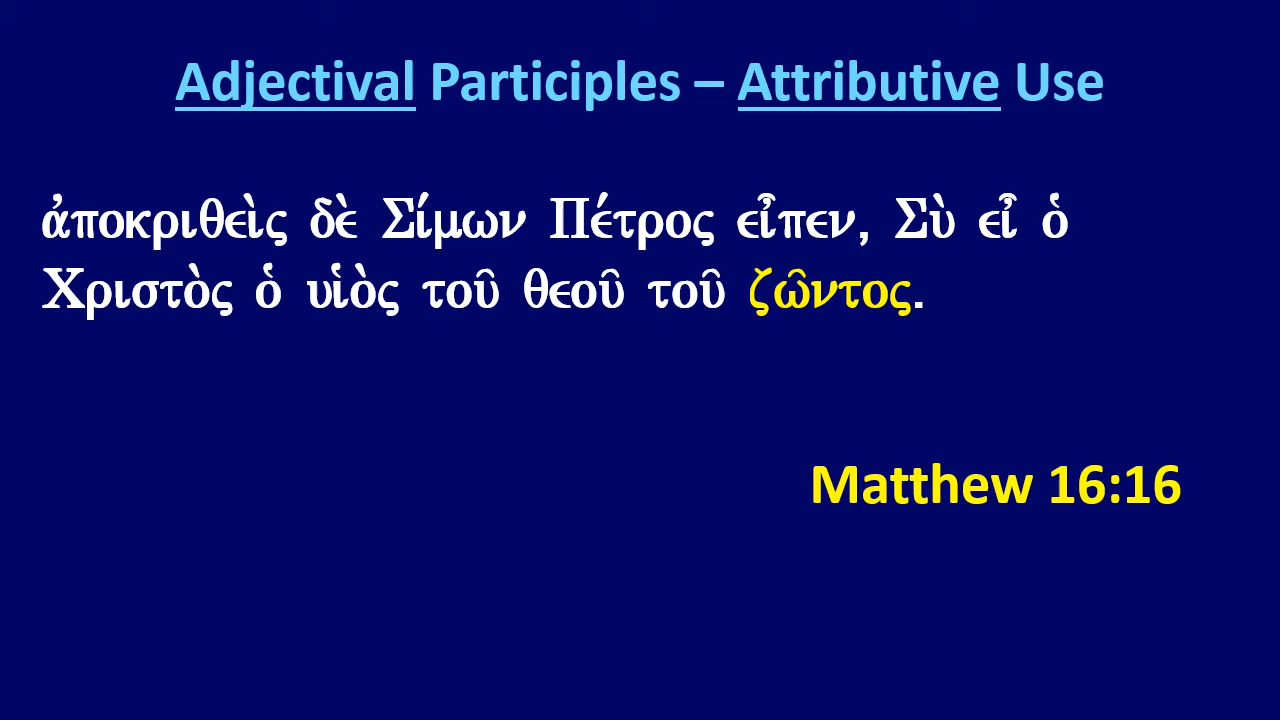 Adjectival Participles – Attributive Use
ἀποκριθεὶς δὲ Σίμων Πέτρος εἶπεν, Σὺ εἶ ὁ
Χριστὸς ὁ υἱὸς τοῦ θεοῦ τοῦ ζῶντος.
Matthew 16:16